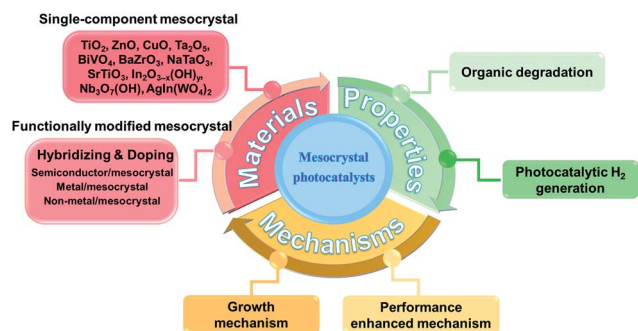 Single-component mesocrystal
TiO₂, ZnO, CuO, Ta₂O₅,
BiVO₄, BaZrO₃, NaTaO₃,
SrTiO₃, In₂O₃₋ₓ(OH)ᵧ,
Nb₃O₇(OH), AgIn(WO₄)₂
Functionally modified mesocrystal
Hybridizing & Doping
Semiconductor/mesocrystal
Metal/mesocrystal
Non-metal/mesocrystal
Materials
Properties
Mechanisms
Mesocrystal
photocatalysts
Organic degradation
Photocatalytic H₂
generation
Growth
mechanism
Performance
enhanced mechanism